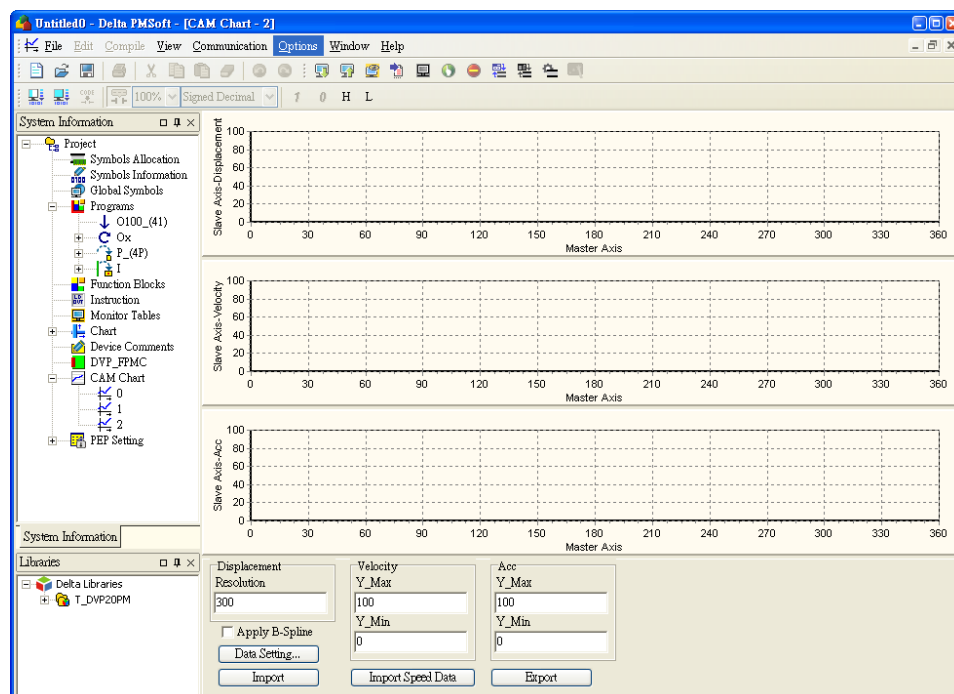 Untitled0 - Delta PMSoft - [CAM Chart - 2]
File Edit Compile View Communication Options Window Help
CODE 100% Signed Decimal 1 0 H L
System Information
Project
Symbols Allocation
Symbols Information
Global Symbols
Programs
O100_(41)
Ox
P_(4P)
I
Function Blocks
Instruction
Monitor Tables
Chart
Device Comments
DVP_FPMC
CAM Chart
0
1
2
PEP Setting
System Information
Libraries
Delta Libraries
T_DVP20PM
Slave Axis-Displacement
100
80
60
40
20
0
0 30 60 90 120 150 180 210 240 270 300 330 360
Master Axis
Slave Axis-Velocity
100
80
60
40
20
0
0 30 60 90 120 150 180 210 240 270 300 330 360
Master Axis
Slave Axis-Acc
100
80
60
40
20
0
0 30 60 90 120 150 180 210 240 270 300 330 360
Master Axis
Displacement
Resolution
300
Apply B-Spline
Data Setting...
Import
Velocity
Y_Max
100
Y_Min
0
Import Speed Data
Acc
Y_Max
100
Y_Min
0
Export